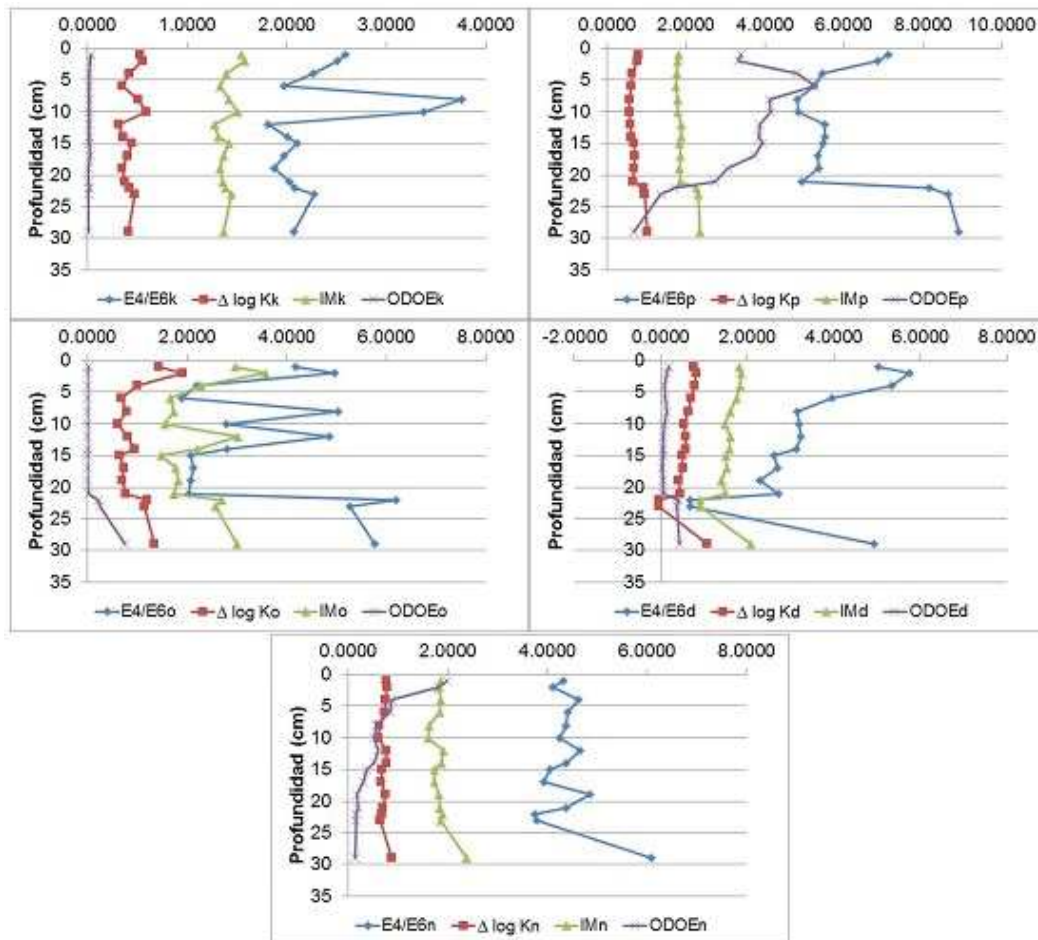 0.0000 1.0000 2.0000 3.0000 4.0000
Profundidad (cm)
0
5
10
15
20
25
30
35
E4/E6k Δ log Kk IMk ODOEk
0.0000 2.0000 4.0000 6.0000 8.0000 10.0000
Profundidad (cm)
0
5
10
15
20
25
30
35
E4/E6p Δ log Kp IMp ODOEp
0.0000 2.0000 4.0000 6.0000 8.0000
Profundidad (cm)
0
5
10
15
20
25
30
35
E4/E6o Δ log Ko IMo ODOEo
-2.0000 0.0000 2.0000 4.0000 6.0000 8.0000
Profundidad (cm)
0
5
10
15
20
25
30
35
E4/E6d Δ log Kd IMd ODOEd
0.0000 2.0000 4.0000 6.0000 8.0000
Profundidad (cm)
0
5
10
15
20
25
30
35
E4/E6n Δ log Kn IMn ODOEn